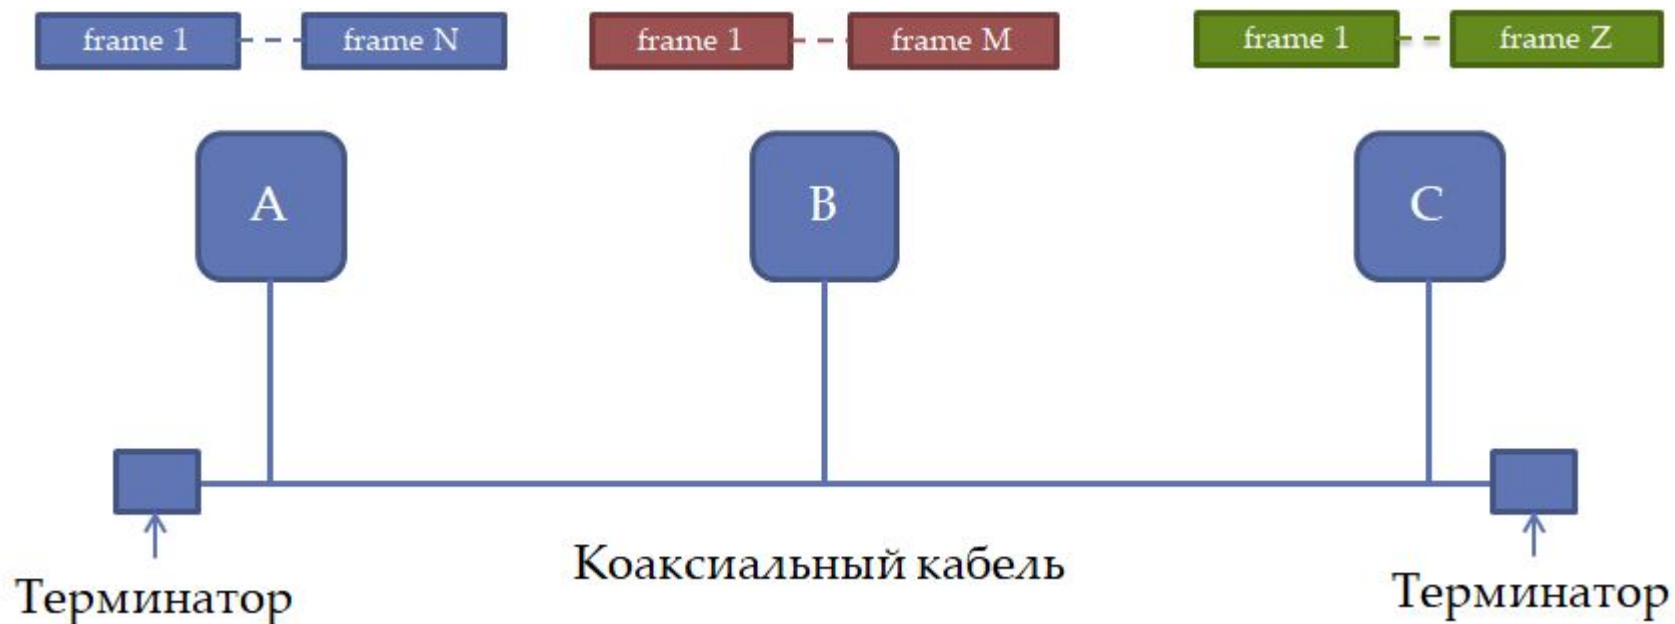 frame 1 frame N frame 1 frame M frame 1 frame Z
A B C
Коаксиальный кабель
Терминатор Терминатор